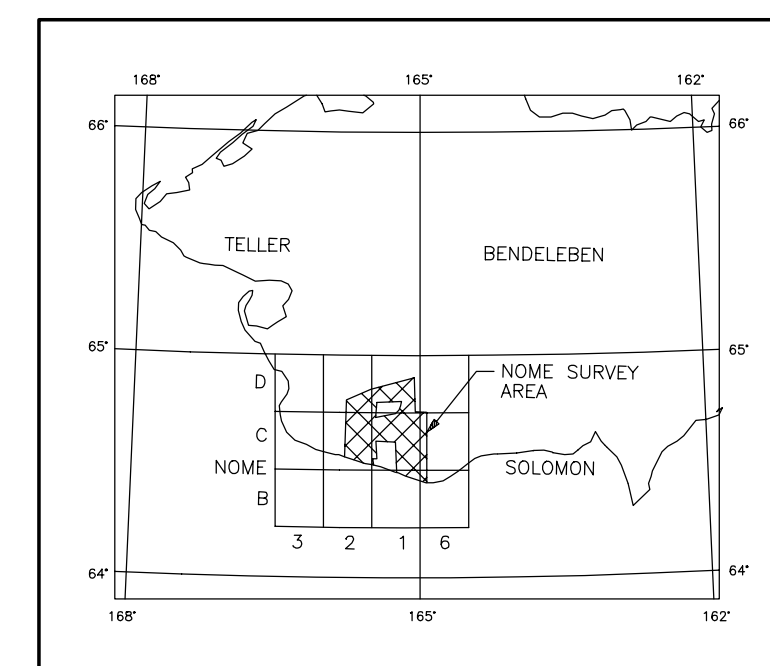 168° 165° 162°
66° 66°
TELLER
BENDELEBEN
65° 65°
D
NOME SURVEY
AREA
C
NOME
SOLOMON
B
3 2 1 6
64° 64°
168° 165° 162°